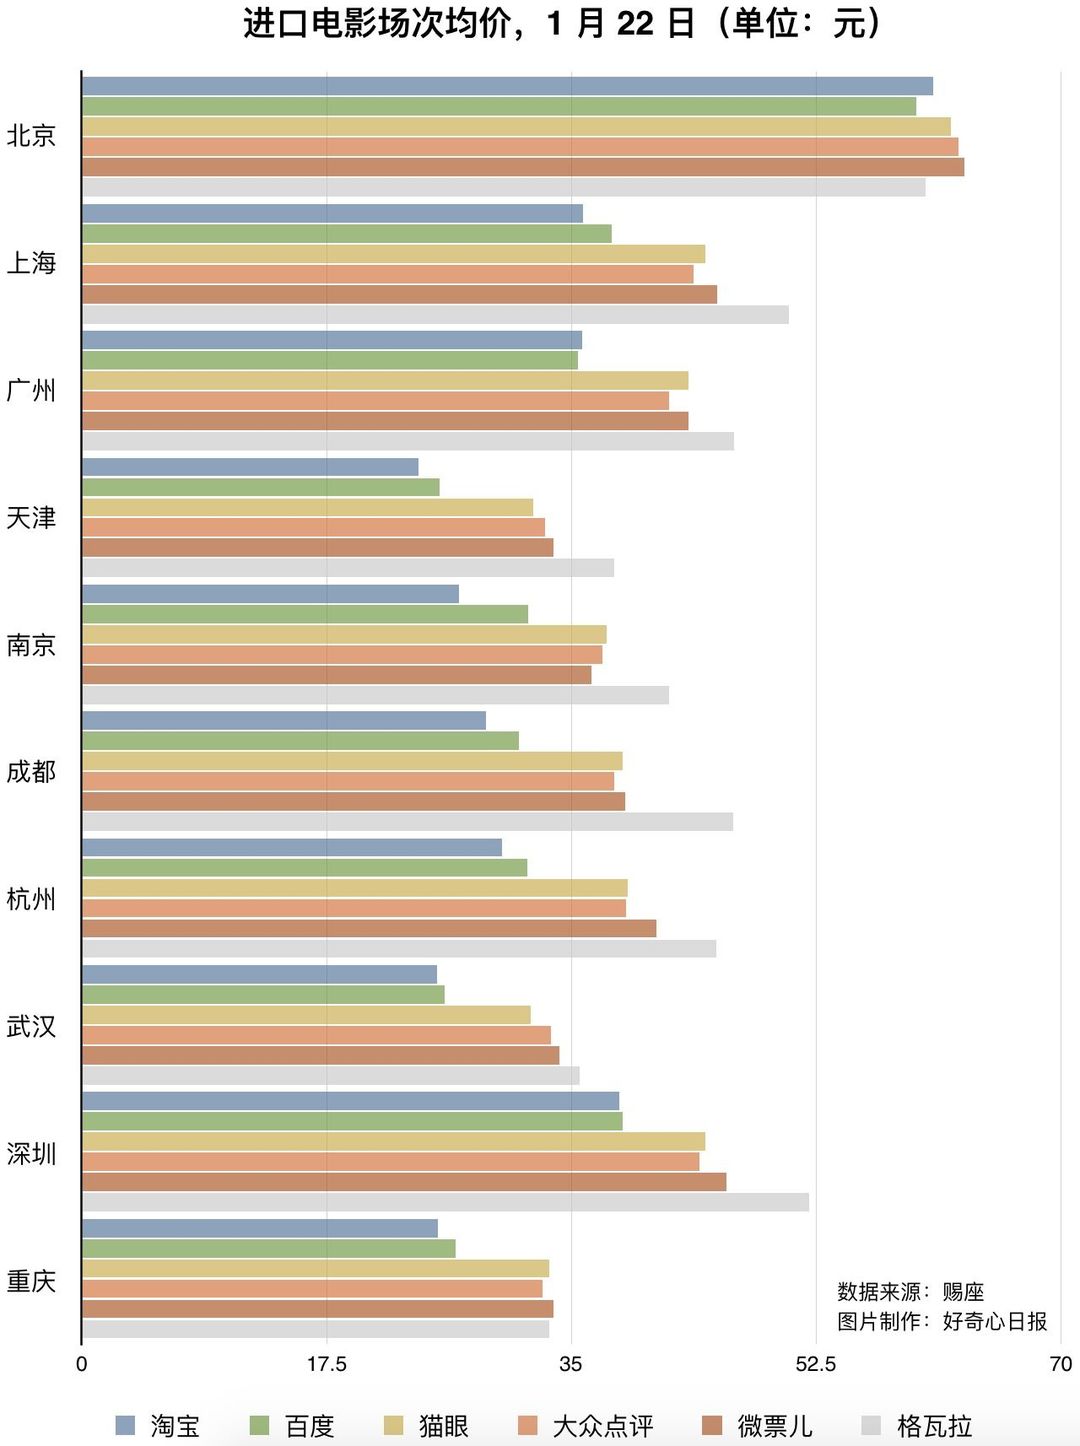 进口电影场次均价，1 月 22 日（单位：元）
北京
上海
广州
天津
南京
成都
杭州
武汉
深圳
重庆
数据来源：赐座
图片制作：好奇心日报
0 17.5 35 52.5 70
淘宝 百度 猫眼 大众点评 微票儿 格瓦拉